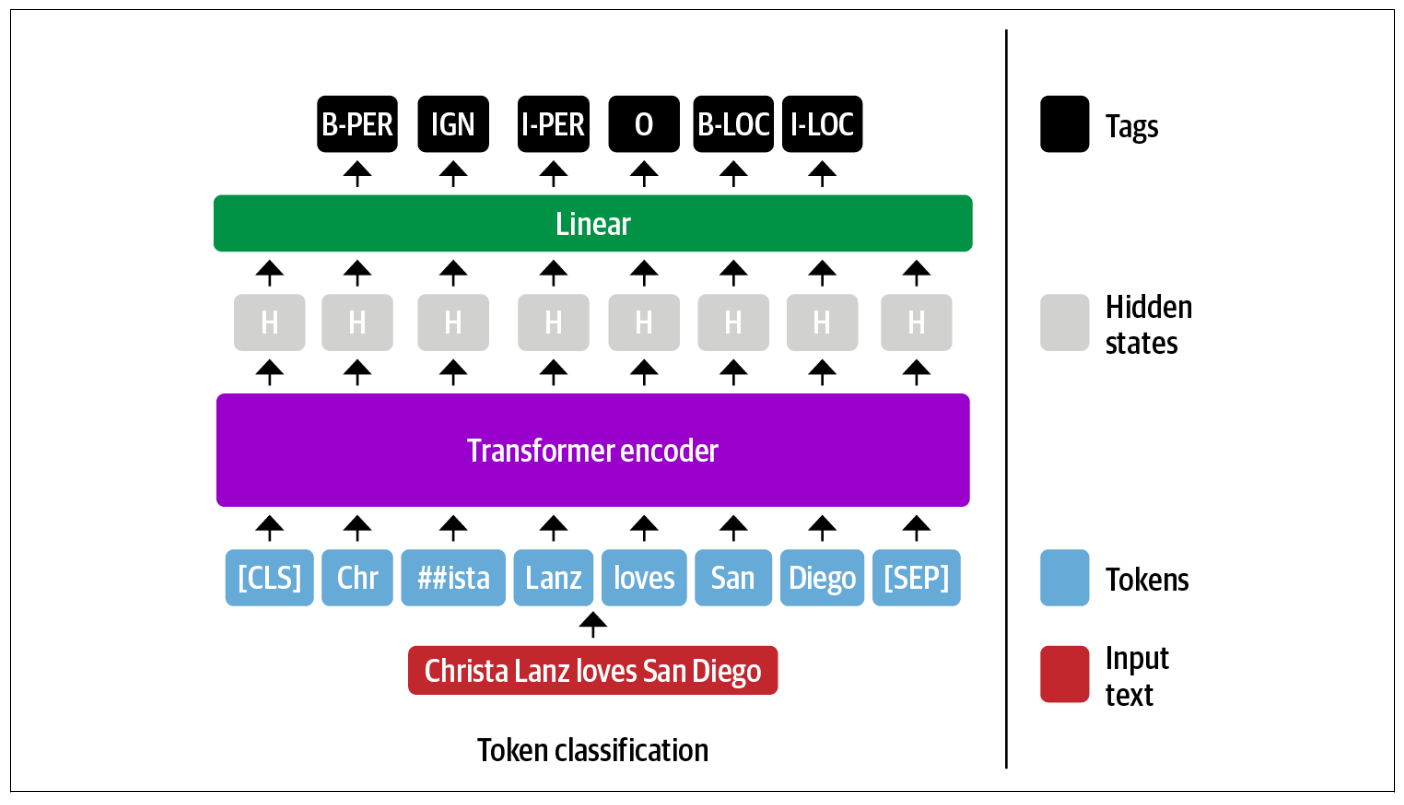 B-PER IGN I-PER O B-LOC I-LOC
Linear
H H H H H H H H
Transformer encoder
[CLS] Chr ##ista Lanz loves San Diego [SEP]
Christa Lanz loves San Diego
Token classification
Tags
Hidden
states
Tokens
Input
text